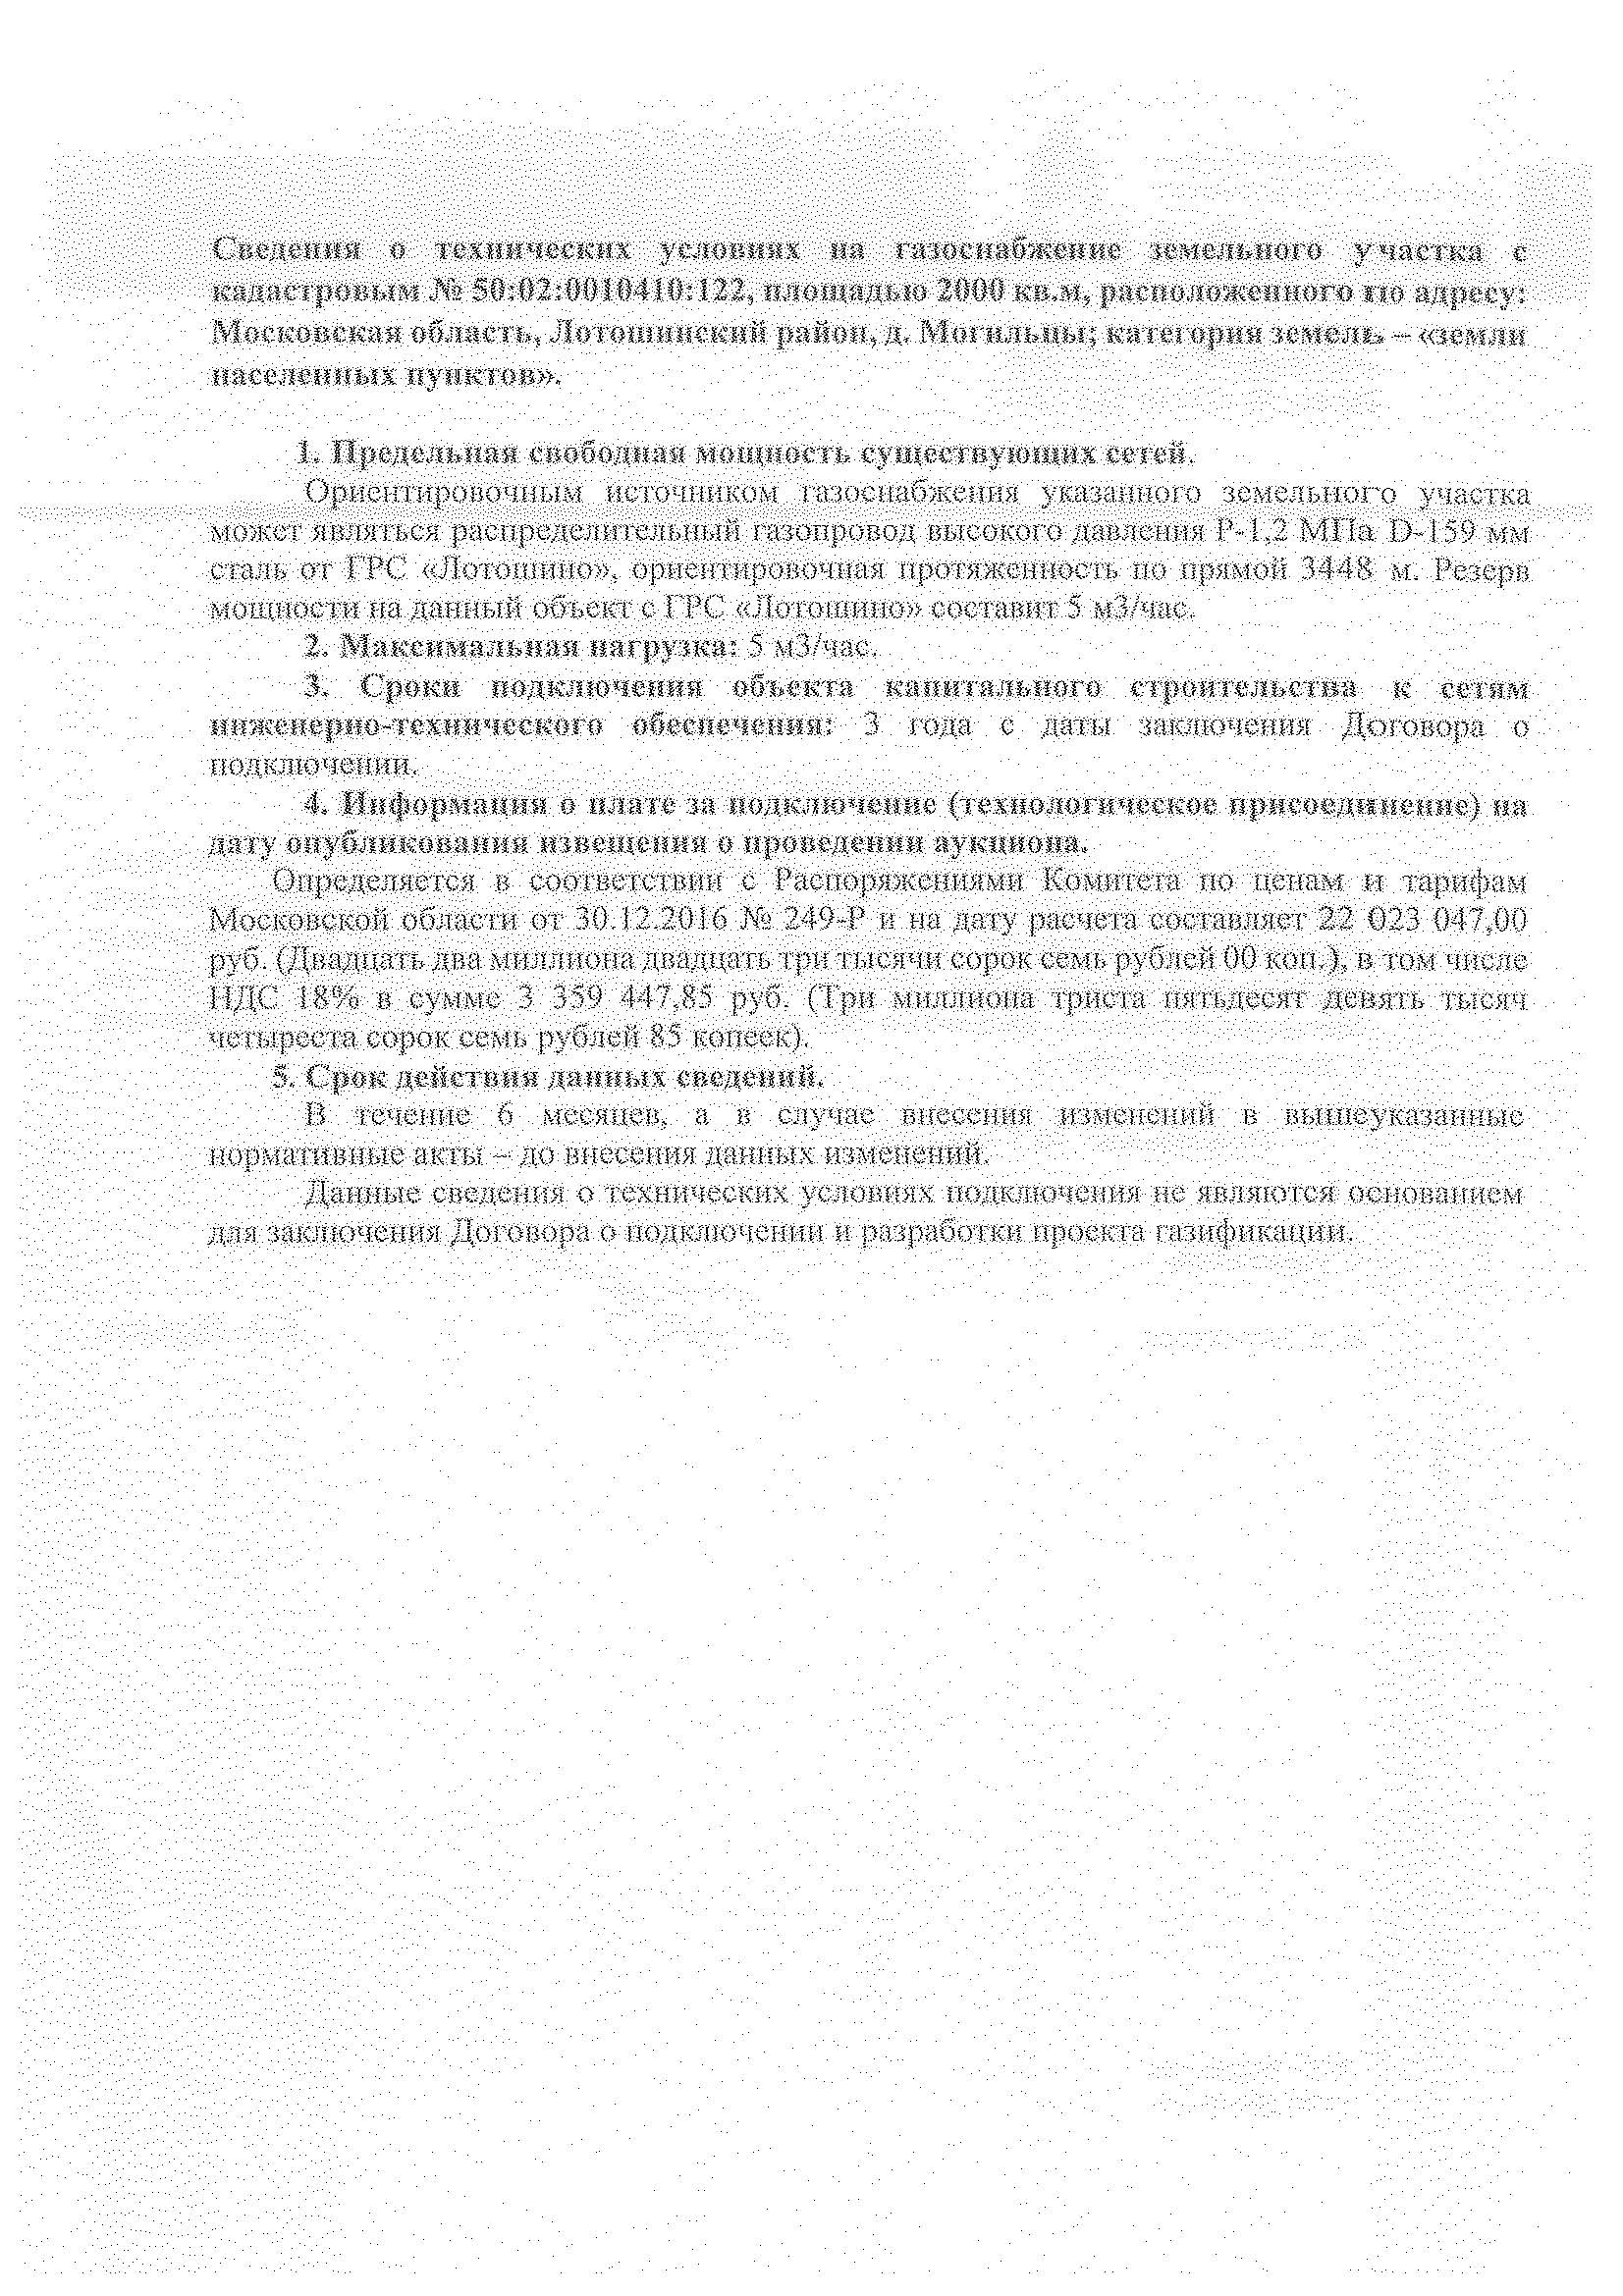 Сведения о технических условиях на газоснабжение земельного участка с
кадастровым № 50:02:0010410:122, площадью 2000 кв.м, расположенного по адресу:
Московская область, Лотошинский район, д. Могильцы; категория земель – «земли
населенных пунктов».
1. Предельная свободная мощность существующих сетей.
Ориентировочным источником газоснабжения указанного земельного участка
может являться распределительный газопровод высокого давления Р-1,2 МПа D-159 мм
сталь от ГРС «Лотошино», ориентировочная протяженность по прямой 3448 м. Резерв
мощности на данный объект с ГРС «Лотошино» составит 5 м3/час.
2. Максимальная нагрузка: 5 м3/час.
3. Сроки подключения объекта капитального строительства к сетям
инженерно-технического обеспечения: 3 года с даты заключения Договора о
подключении.
4. Информация о плате за подключение (технологическое присоединение) на
дату опубликования извещения о проведении аукциона.
Определяется в соответствии с Распоряжениями Комитета по ценам и тарифам
Московской области от 30.12.2016 № 249-Р и на дату расчета составляет 22 023 047,00
руб. (Двадцать два миллиона двадцать три тысячи сорок семь рублей 00 коп.), в том числе
НДС 18% в сумме 3 359 447,85 руб. (Три миллиона триста пятьдесят девять тысяч
четыреста сорок семь рублей 85 копеек).
5. Срок действия данных сведений.
В течение 6 месяцев, а в случае внесения изменений в вышеуказанные
нормативные акты – до внесения данных изменений.
Данные сведения о технических условиях подключения не являются основанием
для заключения Договора о подключении и разработки проекта газификации.